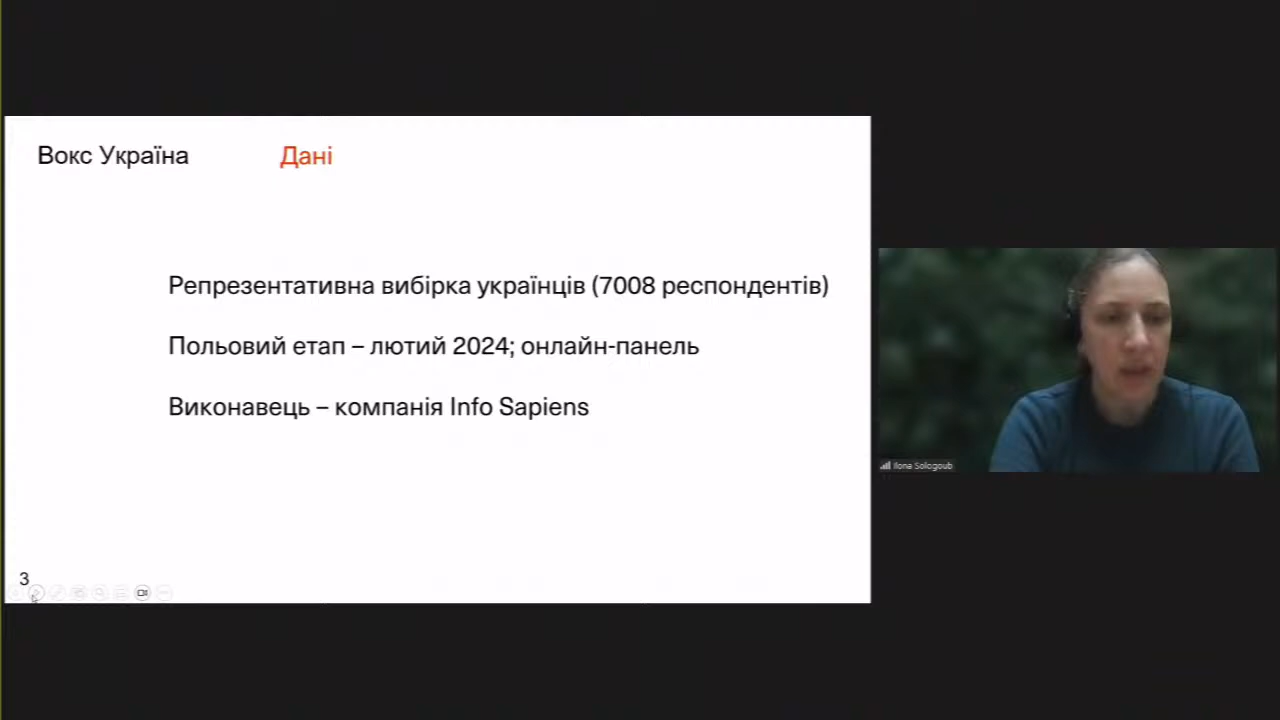 Вокс Україна Дані
Репрезентативна вибірка українців (7008 респондентів)
Польовий етап – лютий 2024; онлайн-панель
Виконавець – компанія Info Sapiens
Ilona Sologoub
3